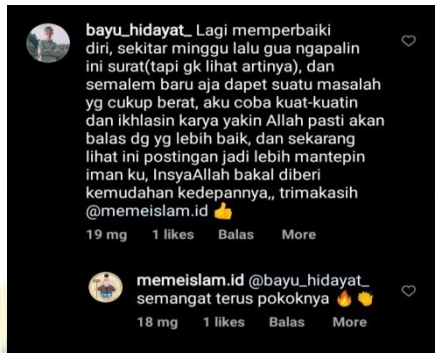 bayu_hidayat_ Lagi memperbaiki
diri, sekitar minggu lalu gua ngapalin
ini surat(tapi gk lihat artinya), dan
semalem baru aja dapet suatu masalah
yg cukup berat, aku coba kuat-kuatin
dan ikhlasin karya yakin Allah pasti akan
balas dg yg lebih baik, dan sekarang
lihat ini postingan jadi lebih mantepin
iman ku, InsyaAllah bakal diberi
kemudahan kedepannya,, trimakasih
@memeislam.id 👍
19 mg 1 likes Balas More
memeislam.id @bayu_hidayat_
semangat terus pokoknya 🔥 👏
18 mg 1 likes Balas More